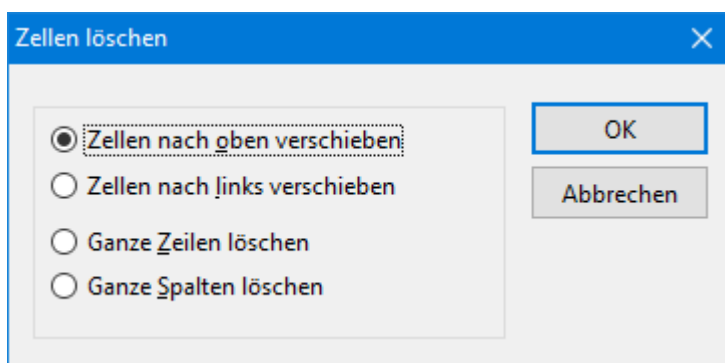 Zellen löschen
Zellen nach oben verschieben
Zellen nach links verschieben
Ganze Zeilen löschen
Ganze Spalten löschen
OK
Abbrechen